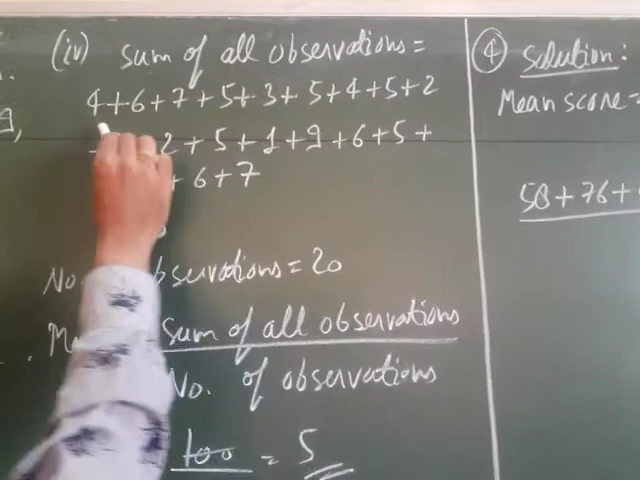 (iv) Sum of all observations =
4+6+7+5+3+5+4+5+2
2+5+1+9+6+5+
+6+7
No. observations = 20
Sum of all observations
No. of observations
100 = 5
9,
④ Solution:
Mean score =
58+76+